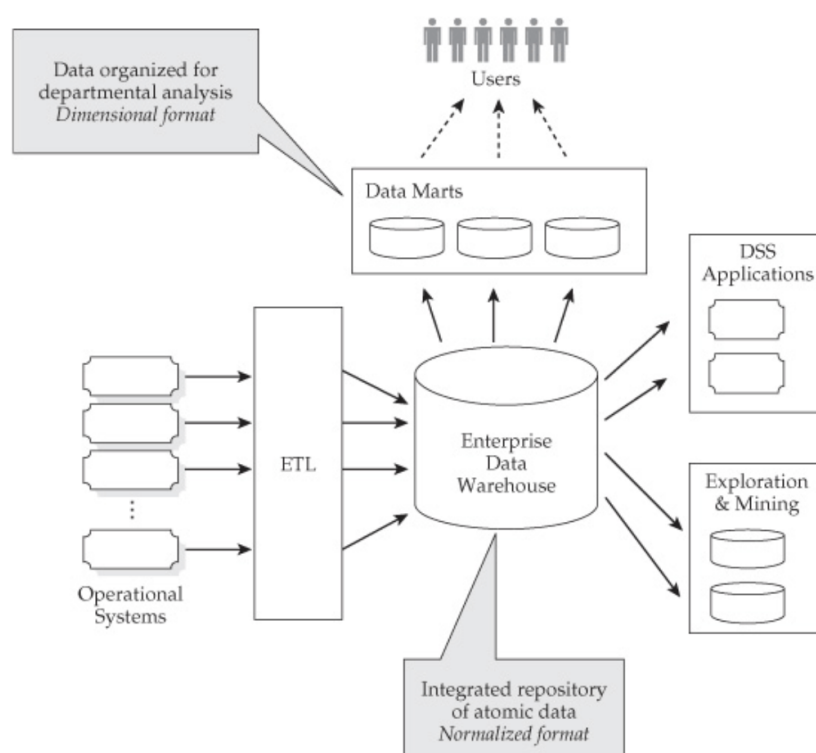 Data organized for
departmental analysis
Dimensional format
Users
Data Marts
DSS
Applications
ETL
Enterprise
Data
Warehouse
Exploration
& Mining
Operational
Systems
Integrated repository
of atomic data
Normalized format